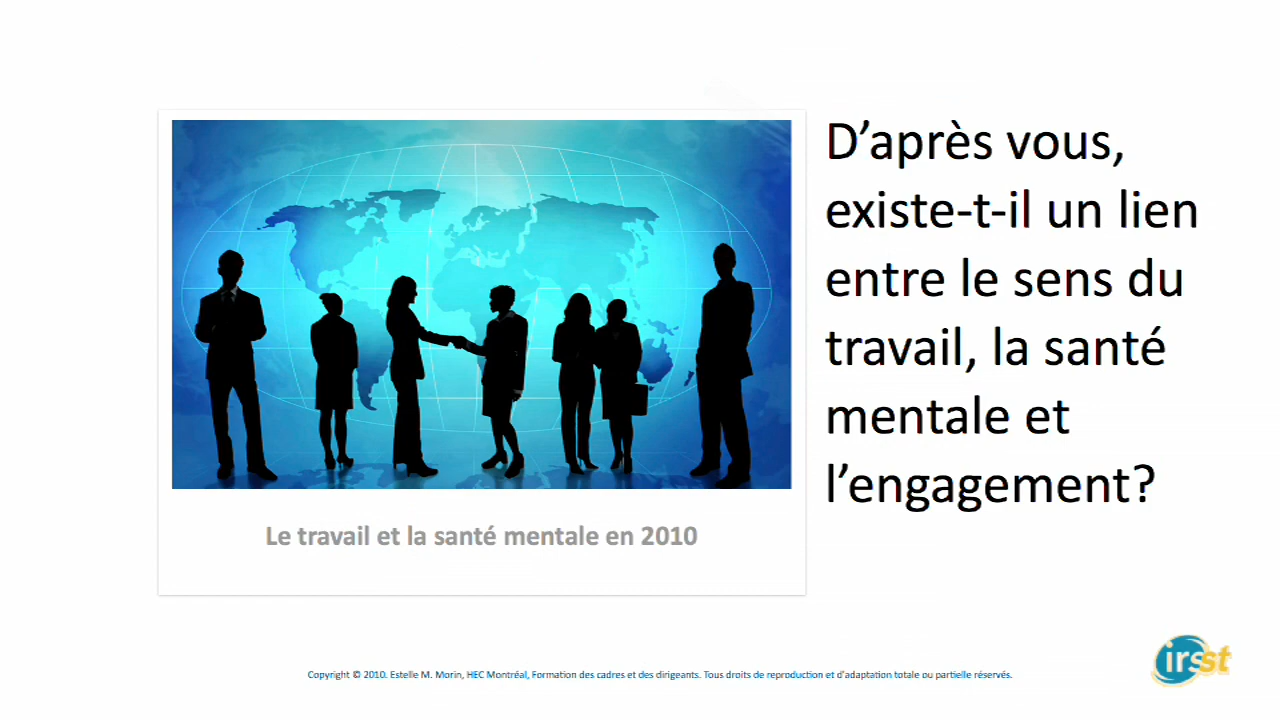 D’après vous,
existe-t-il un lien
entre le sens du
travail, la santé
mentale et
l’engagement?
Le travail et la santé mentale en 2010
Copyright © 2010. Estelle M. Morin, HEC Montréal, Formation des cadres et des dirigeants. Tous droits de reproduction et d’adaptation totale ou partielle réservés.
irsst